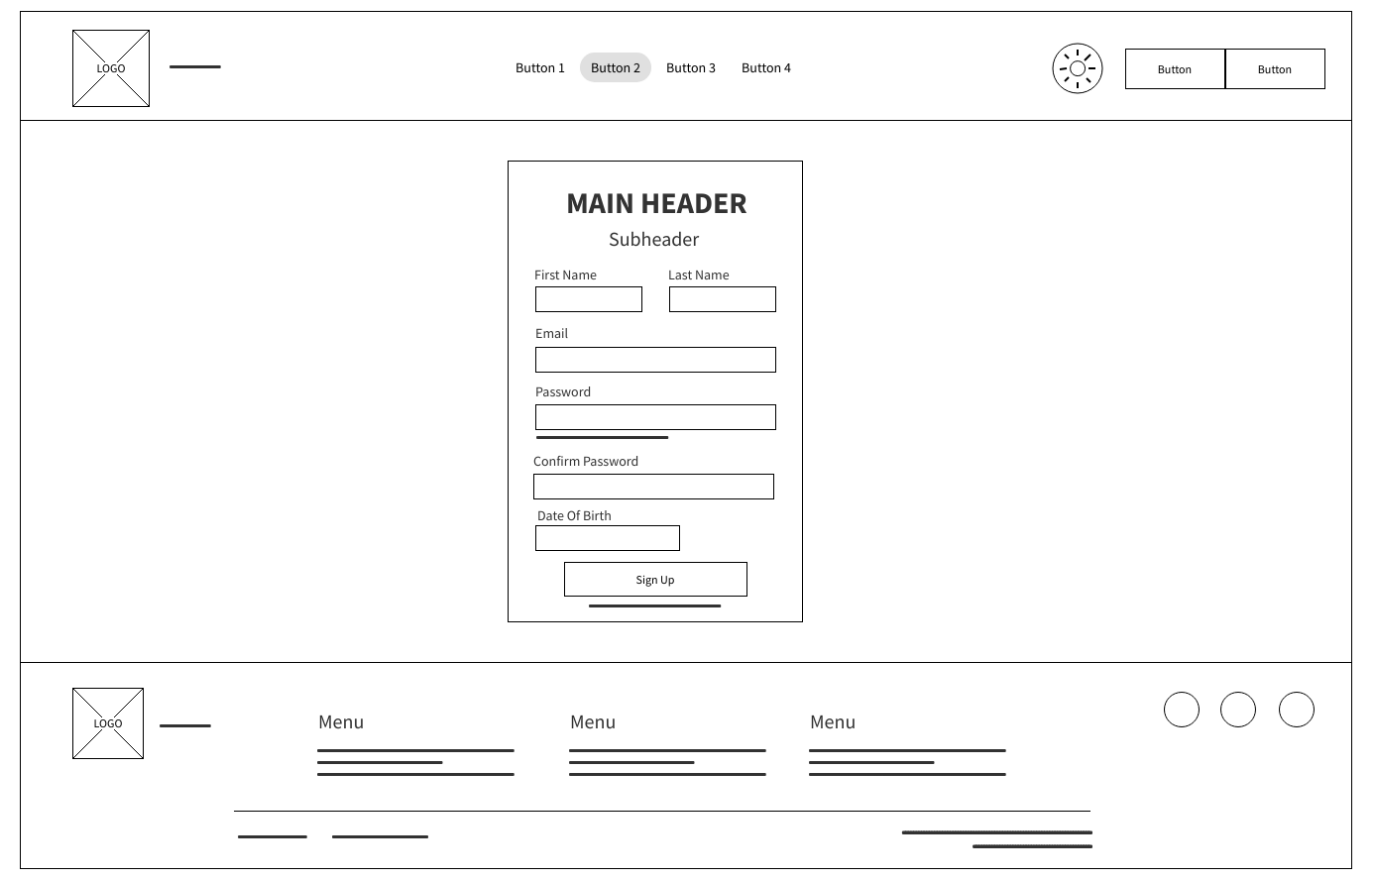 LOGO
Button 1 Button 2 Button 3 Button 4
Button Button
MAIN HEADER
Subheader
First Name Last Name
Email
Password
Confirm Password
Date Of Birth
Sign Up
LOGO
Menu Menu Menu